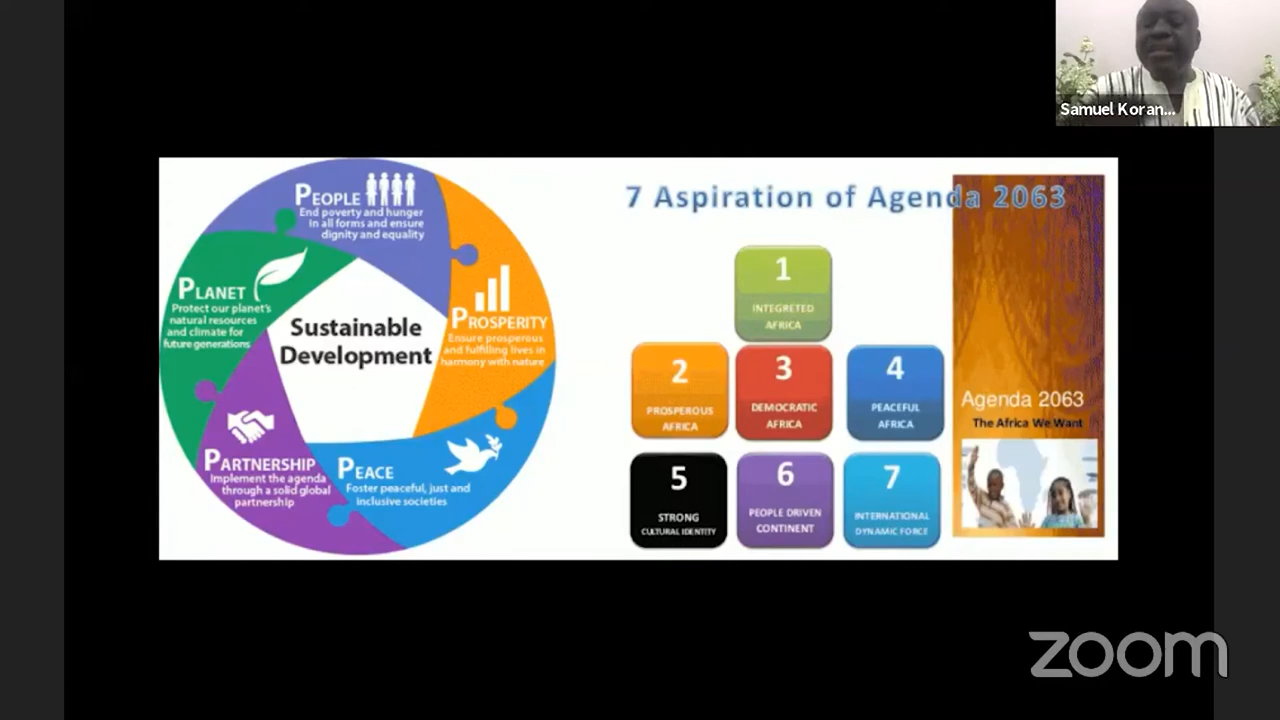 Samuel Koran...
PEOPLE
End poverty and hunger
in all forms and ensure
dignity and equality
PLANET
Protect our planet's
natural resources
and climate for
future generations
PROSPERITY
Ensure prosperous
and fulfilling lives in
harmony with nature
Sustainable
Development
PARTNERSHIP
Implement the agenda
through a solid global
partnership
PEACE
Foster peaceful, just and
inclusive societies
7 Aspiration of Agenda 2063
1
INTEGRETED
AFRICA
2
PROSPEROUS
AFRICA
3
DEMOCRATIC
AFRICA
4
PEACEFUL
AFRICA
5
STRONG
CULTURAL IDENTITY
6
PEOPLE DRIVEN
CONTINENT
7
INTERNATIONAL
DYNAMIC FORCE
Agenda 2063
The Africa We Want
zoom